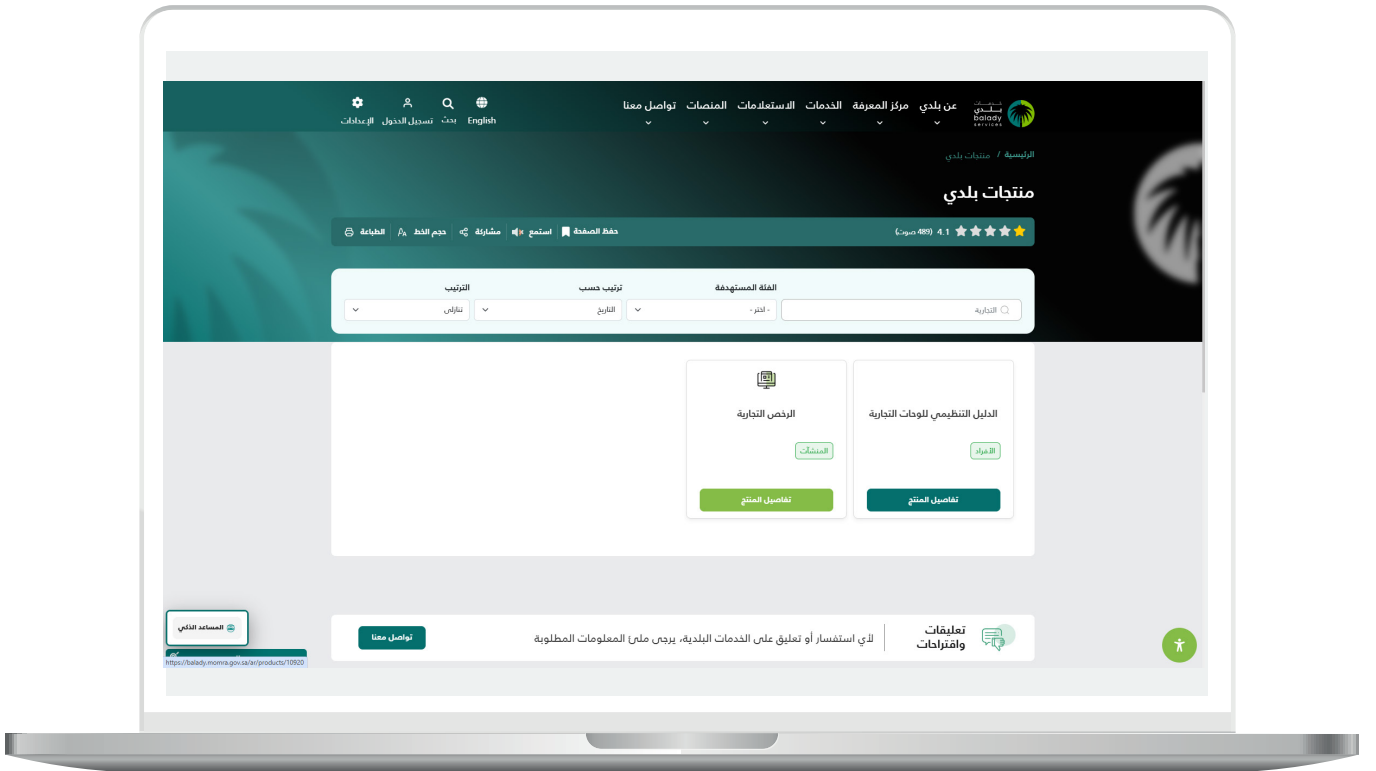 بلدي
balady
services
عن بلدي
مركز المعرفة
الخدمات
الاستعلامات
المنصات
تواصل معنا
English
بحث
تسجيل الدخول
الإعدادات
الرئيسية / منتجات بلدي
منتجات بلدي
4.1 (489 صوت)
حفظ الصفحة
استمع
مشاركة
حجم الخط
الطباعة
الفئة المستهدفة
ترتيب حسب
الترتيب
التجارية
- اختر -
التاريخ
تنازلي
الدليل التنظيمي للوحات التجارية
الأفراد
تفاصيل المنتج
الرخص التجارية
المنشآت
تفاصيل المنتج
تعليقات
واقتراحات
لأي استفسار أو تعليق على الخدمات البلدية، يرجى ملئ المعلومات المطلوبة
تواصل معنا
المساعد الذكي
https://balady.momra.gov.sa/ar/products/10920